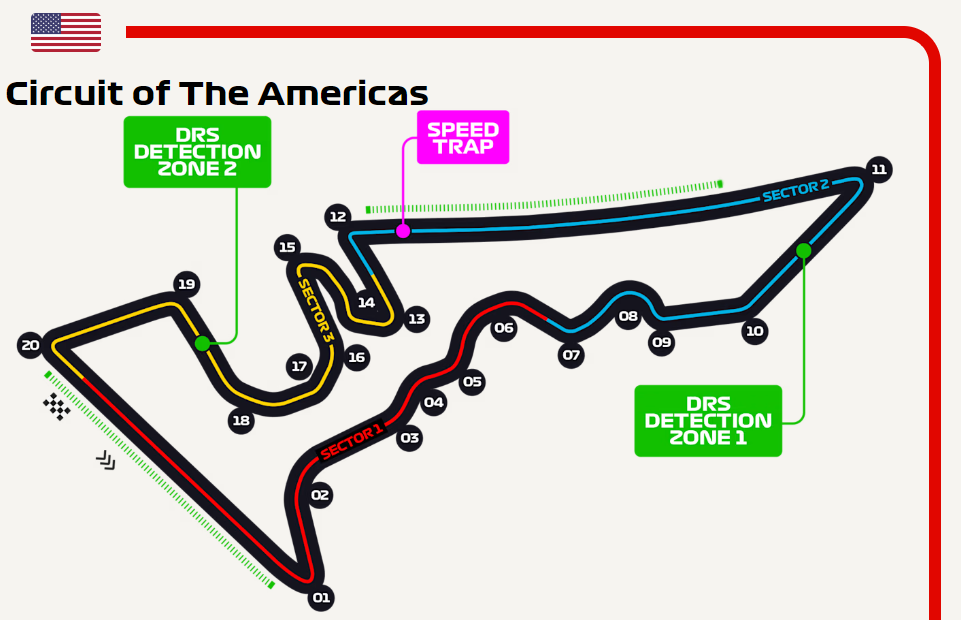 Circuit of The Americas
DRS
DETECTION
ZONE 2
SPEED
TRAP
11
SECTOR 2
12
15
19
14
13
SECTOR 3
08
06
10
09
20
07
16
17
05
04
18
DRS
DETECTION
ZONE 1
SECTOR 1
03
02
01